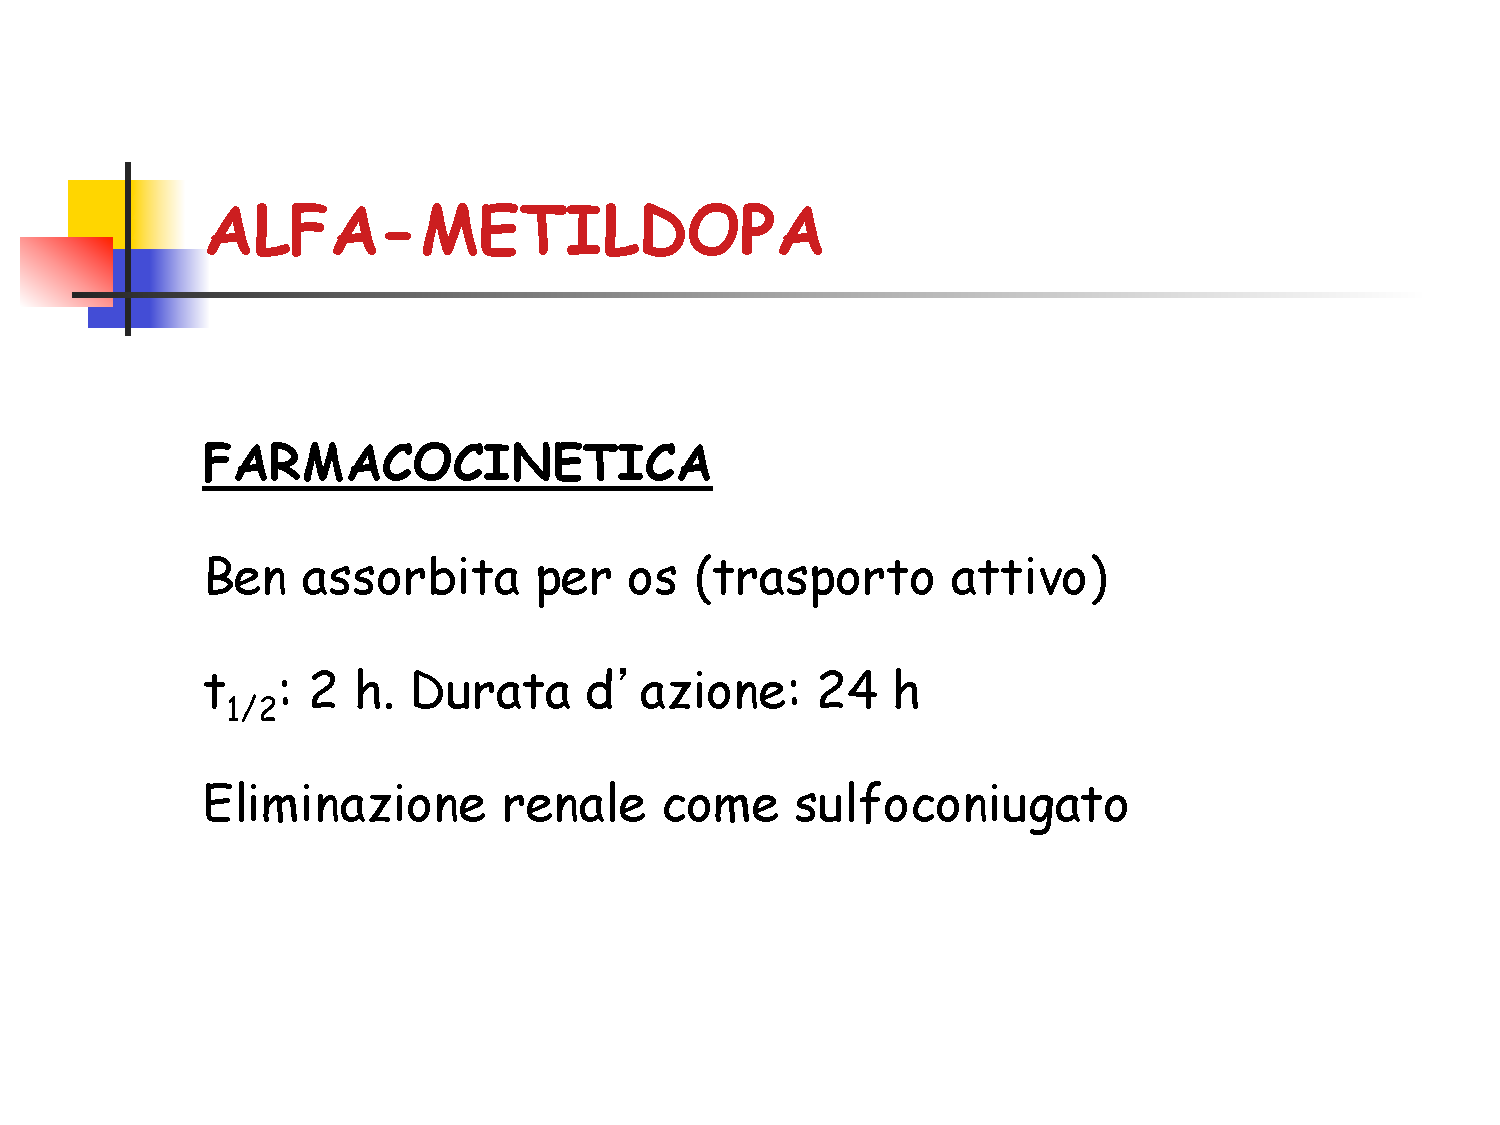 ALFA-METILDOPA
FARMACOCINETICA
Ben assorbita per os (trasporto attivo)
t1/2: 2 h. Durata d’azione: 24 h
Eliminazione renale come sulfoconiugato